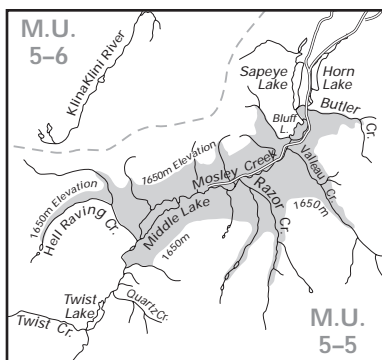 M.U.
5–6
KlinaKlini River
Sapeye
Lake
Horn
Lake
Bluff
L.
Butler
Cr.
1650m Elevation
Mosley Creek
Valleau Cr.
1650m Elevation
Hell Raving Cr.
Middle Lake
Razor Cr.
1650m
1650m
Twist
Lake
Quartz Cr.
Twist Cr.
M.U.
5–5